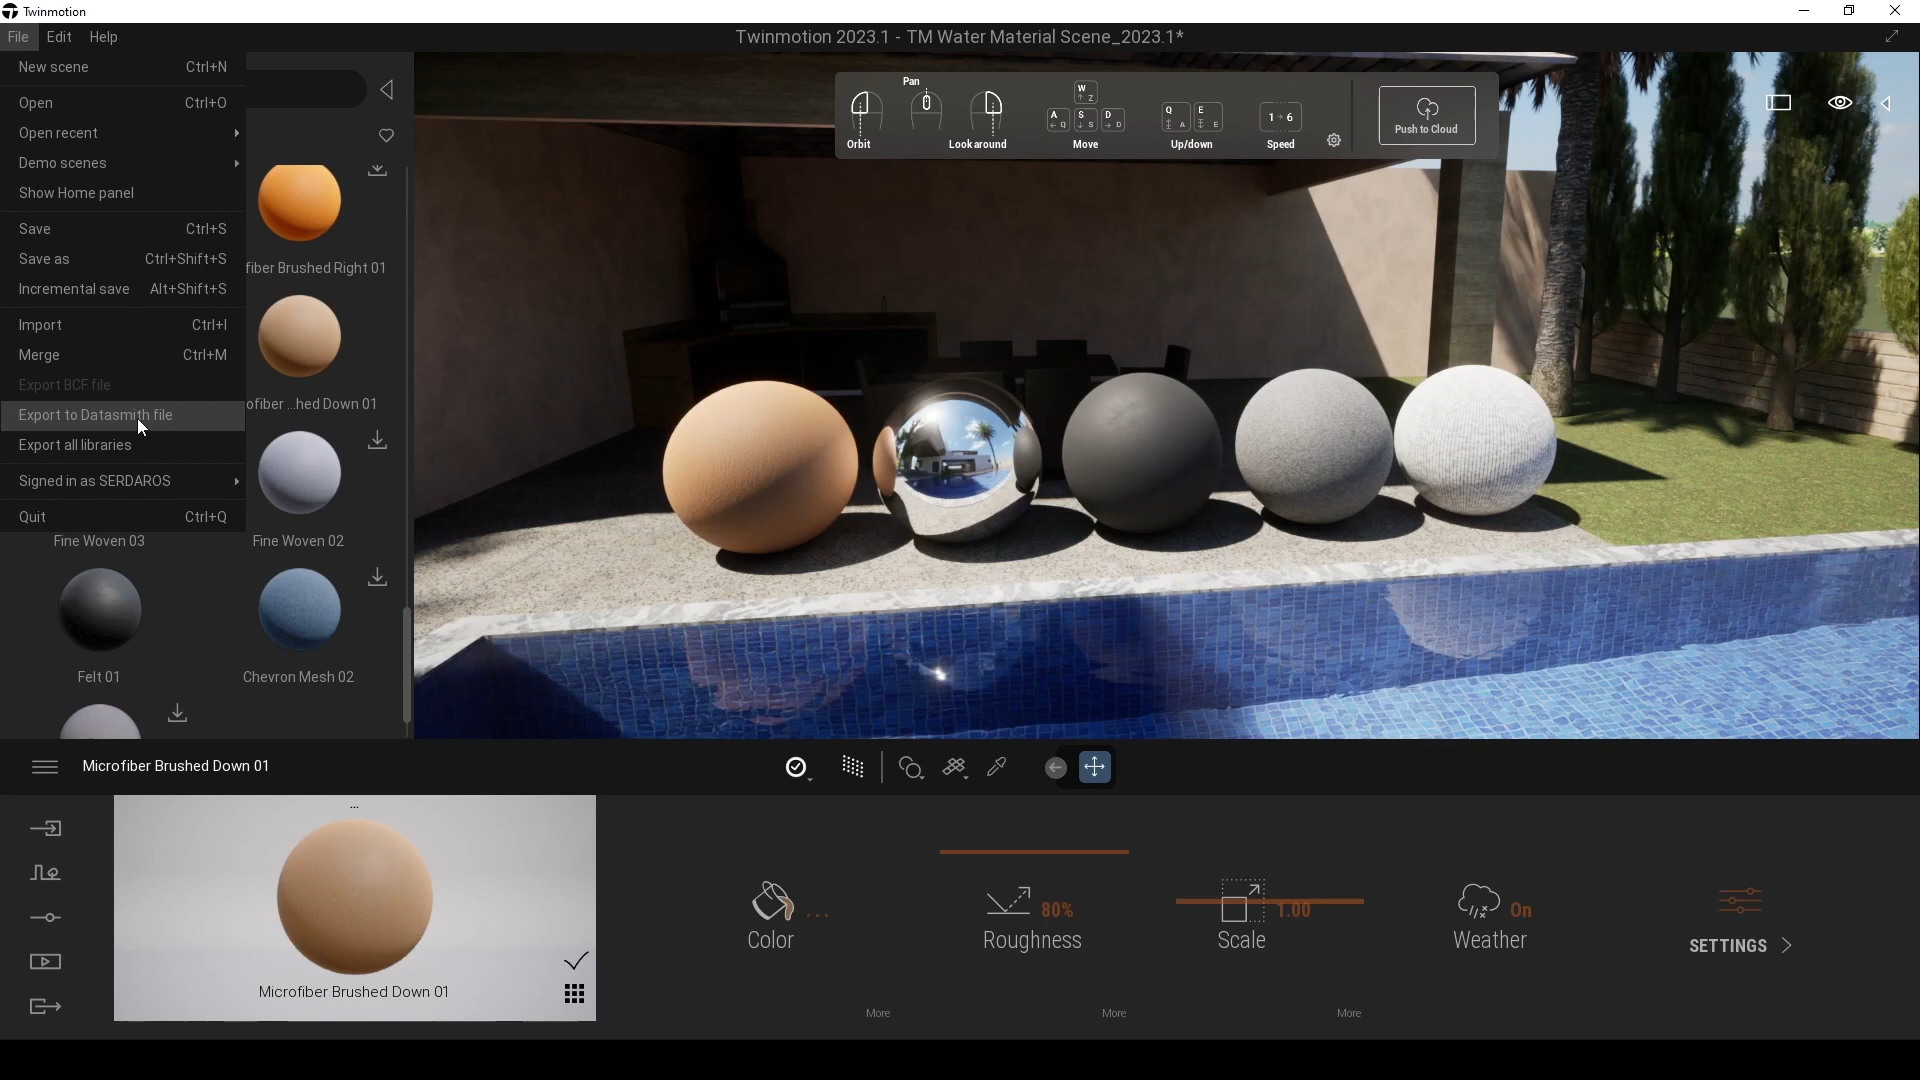 Twinmotion
File Edit Help
Twinmotion 2023.1 - TM Water Material Scene_2023.1*
New scene Ctrl+N
Open Ctrl+O
Open recent
Demo scenes
Show Home panel
Save Ctrl+S
Save as Ctrl+Shift+S
Incremental save Alt+Shift+S
Import Ctrl+I
Merge Ctrl+M
Export BCF file
Export to Datasmith file
Export all libraries
Signed in as SERDAROS
Quit Ctrl+Q
fiber Brushed Right 01
ofiber ...hed Down 01
Fine Woven 03
Fine Woven 02
Felt 01
Chevron Mesh 02
Pan
Orbit
Look around
W Z
A Q S S D D
Move
Q A E E
Up/down
1 6
Speed
Push to Cloud
Microfiber Brushed Down 01
...
Microfiber Brushed Down 01
Color ...
More
Roughness 80%
More
Scale 1.00
More
Weather On
SETTINGS